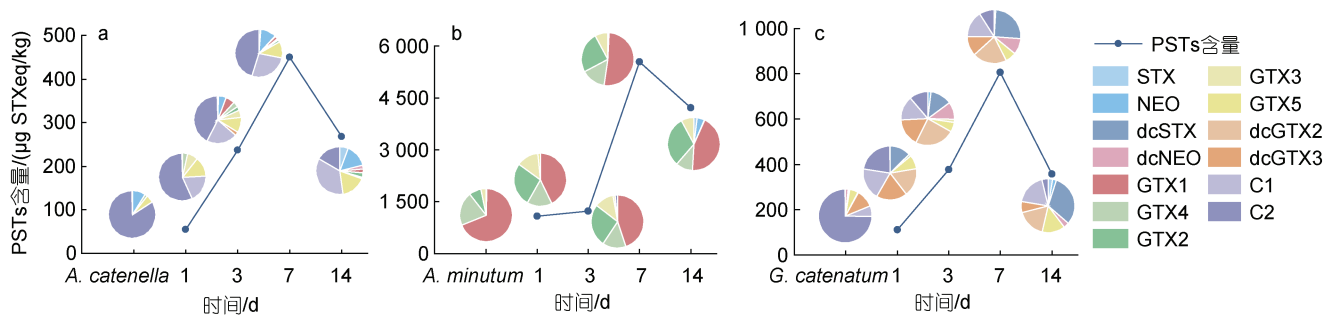 PSTs含量/(μg STXeq/kg)
a
500
400
300
200
100
0
A. catenella 1 3 7 14
时间/d
b
6 000
4 500
3 000
1 500
0
A. minutum 1 3 7 14
时间/d
c
1 000
800
600
400
200
0
G. catenatum 1 3 7 14
时间/d
PSTs含量
STX GTX3
NEO GTX5
dcSTX dcGTX2
dcNEO dcGTX3
GTX1 C1
GTX4 C2
GTX2